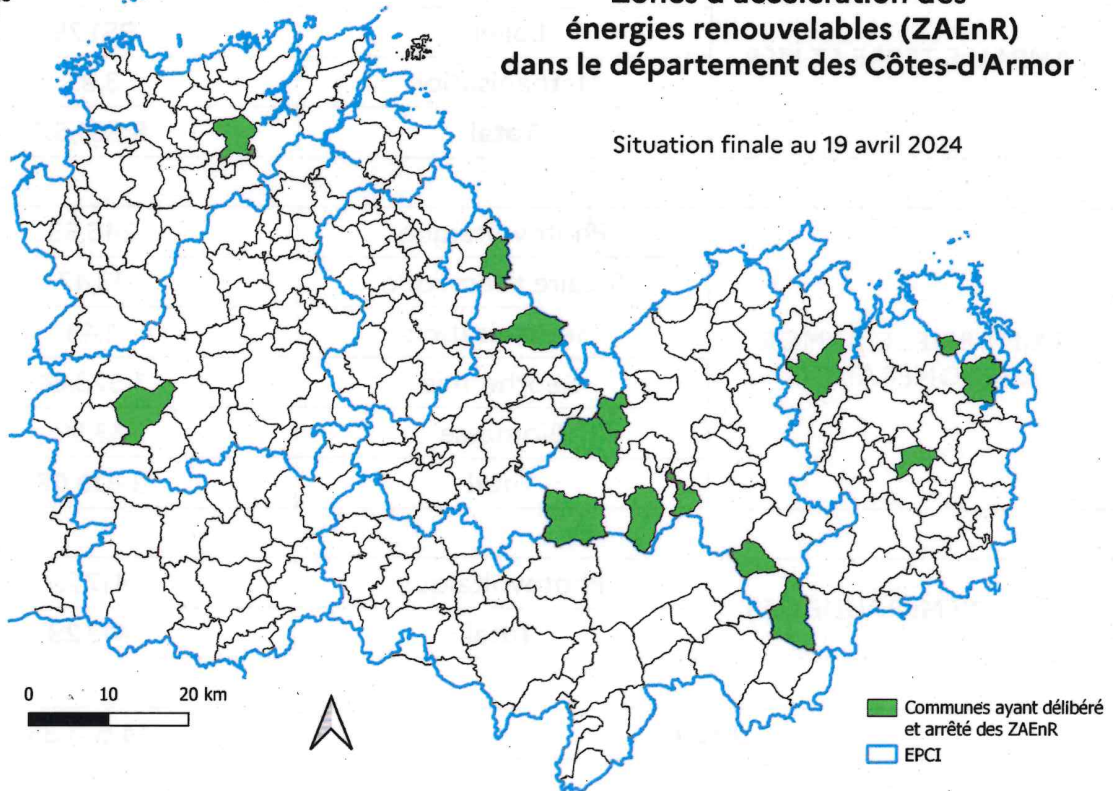 énergies renouvelables (ZAEnR)
dans le département des Côtes-d'Armor
Situation finale au 19 avril 2024
0 10 20 km
Communes ayant délibéré
et arrêté des ZAEnR
EPCI